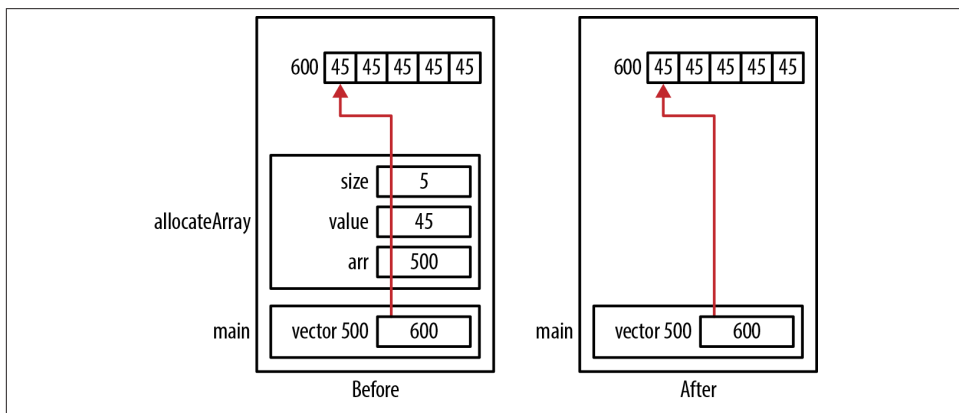 600 45 45 45 45 45
size 5
allocateArray value 45
arr 500
main vector 500 600
Before
600 45 45 45 45 45
main vector 500 600
After